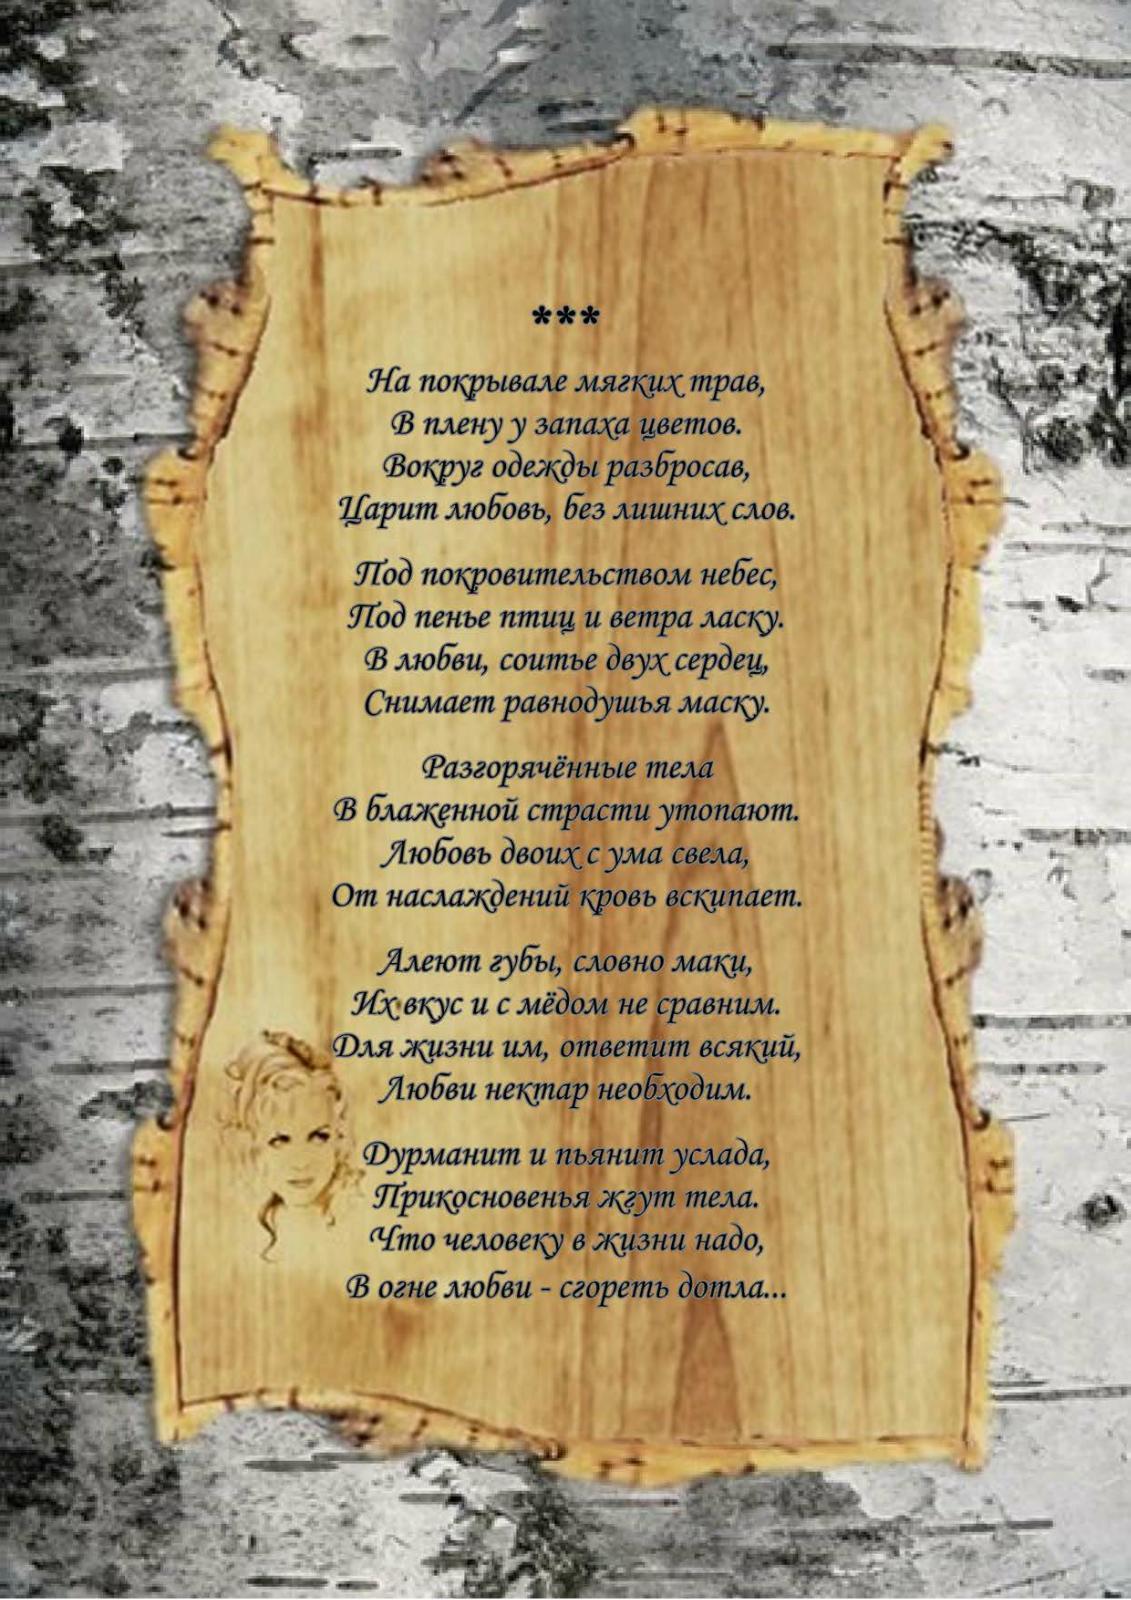 ***
На покрывале мягких трав,
В плену у запаха цветов.
Вокруг одежды разбросав,
Царит любовь, без лишних слов.
Под покровительством небес,
Под пенье птиц и ветра ласку.
В любви, соитье двух сердец,
Снимает равнодушья маску.
Разгорячённые тела
В блаженной страсти утопают.
Любовь двоих с ума свела,
От наслаждений кровь вскипает.
Алеют губы, словно маки,
Их вкус и с мёдом не сравним.
Для жизни им, ответит всякий,
Любви нектар необходим.
Дурманит и пьянит услада,
Прикосновенья жгут тела.
Что человеку в жизни надо,
В огне любви - сгореть дотла...